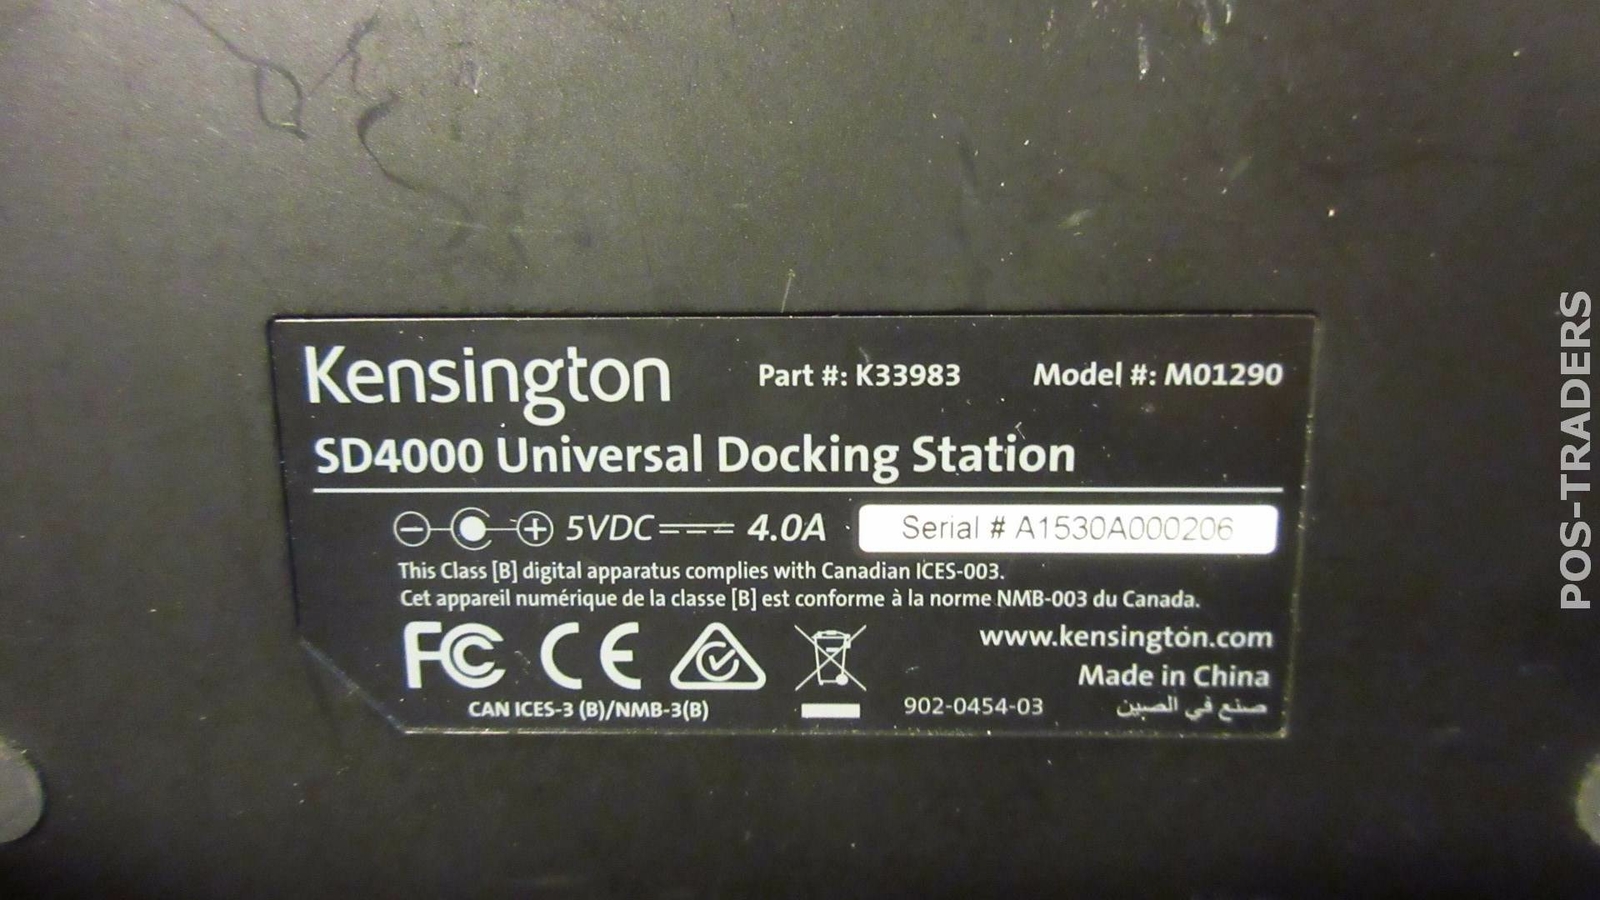 Kensington Part #: K33983 Model #: M01290
SD4000 Universal Docking Station
5VDC 4.0A Serial # A1530A000206
This Class [B] digital apparatus complies with Canadian ICES-003.
Cet appareil numérique de la classe [B] est conforme à la norme NMB-003 du Canada.
FC CE
www.kensington.com
Made in China
CAN ICES-3 (B)/NMB-3(B) 902-0454-03 صنع في الصين
POS-TRADERS